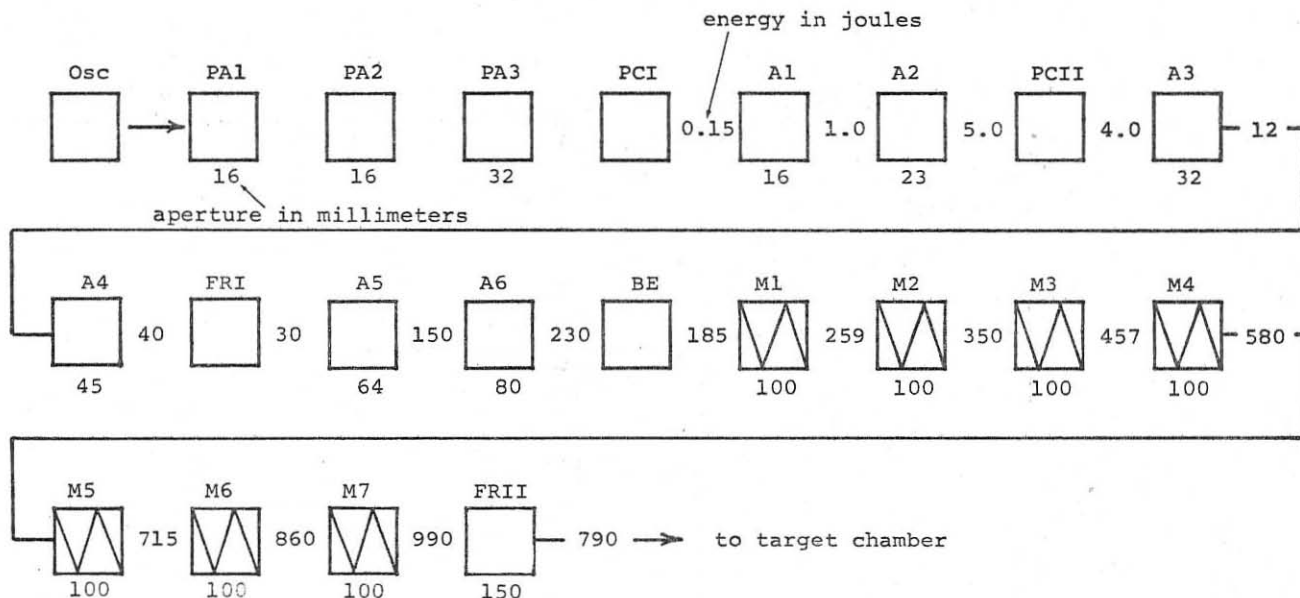 energy in joules
Osc PA1 PA2 PA3 PCI A1 A2 PCII A3
0.15 1.0 5.0 4.0 12
16 16 32 16 23 32
aperture in millimeters
A4 FRI A5 A6 BE M1 M2 M3 M4
40 30 150 230 185 259 350 457 580
45 64 80 100 100 100 100
M5 M6 M7 FRII
715 860 990 790 to target chamber
100 100 100 150